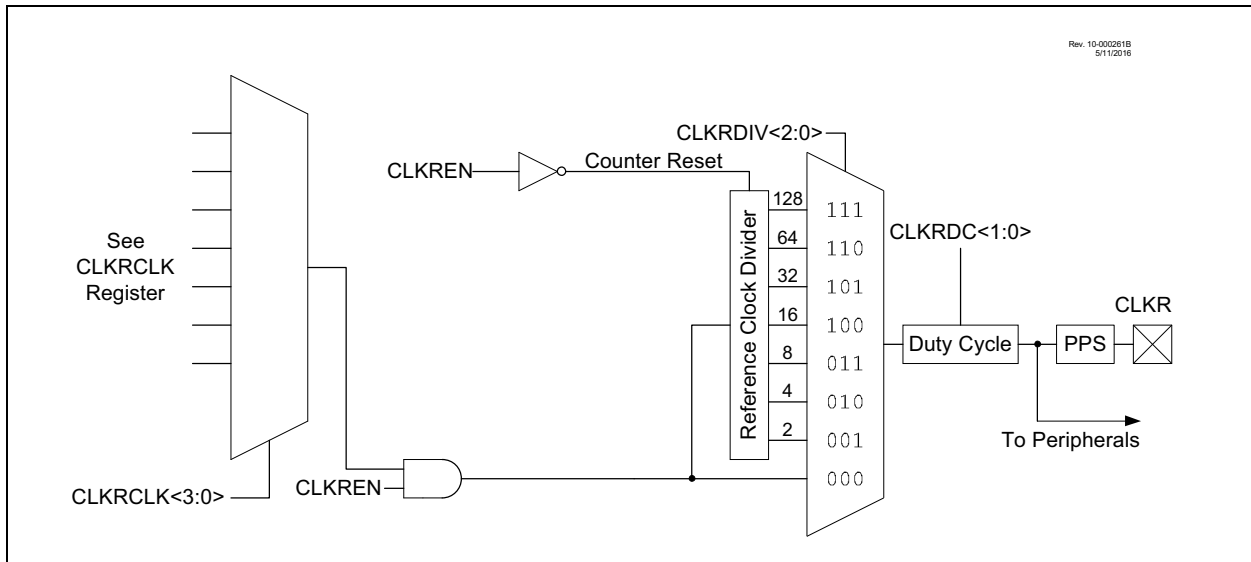 Rev. 10-000261B
5/11/2016
CLKRDIV<2:0>
CLKREN
Counter Reset
See
CLKRCLK
Register
Reference Clock Divider
128
111
64
110
32
101
16
100
8
011
4
010
2
001
000
CLKRDC<1:0>
Duty Cycle
PPS
CLKR
To Peripherals
CLKREN
CLKRCLK<3:0>